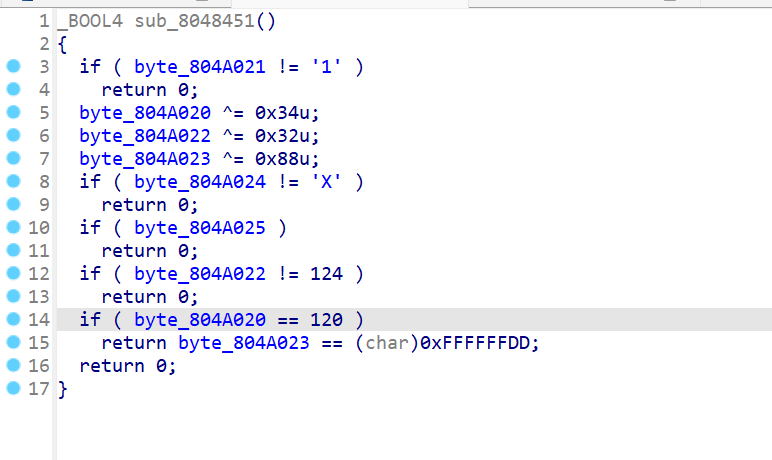 1 _BOOL4 sub_8048451()
2 {
3   if ( byte_804A021 != '1' )
4     return 0;
5   byte_804A020 ^= 0x34u;
6   byte_804A022 ^= 0x32u;
7   byte_804A023 ^= 0x88u;
8   if ( byte_804A024 != 'X' )
9     return 0;
10   if ( byte_804A025 )
11     return 0;
12   if ( byte_804A022 != 124 )
13     return 0;
14   if ( byte_804A020 == 120 )
15     return byte_804A023 == (char)0xFFFFFFDD;
16   return 0;
17 }